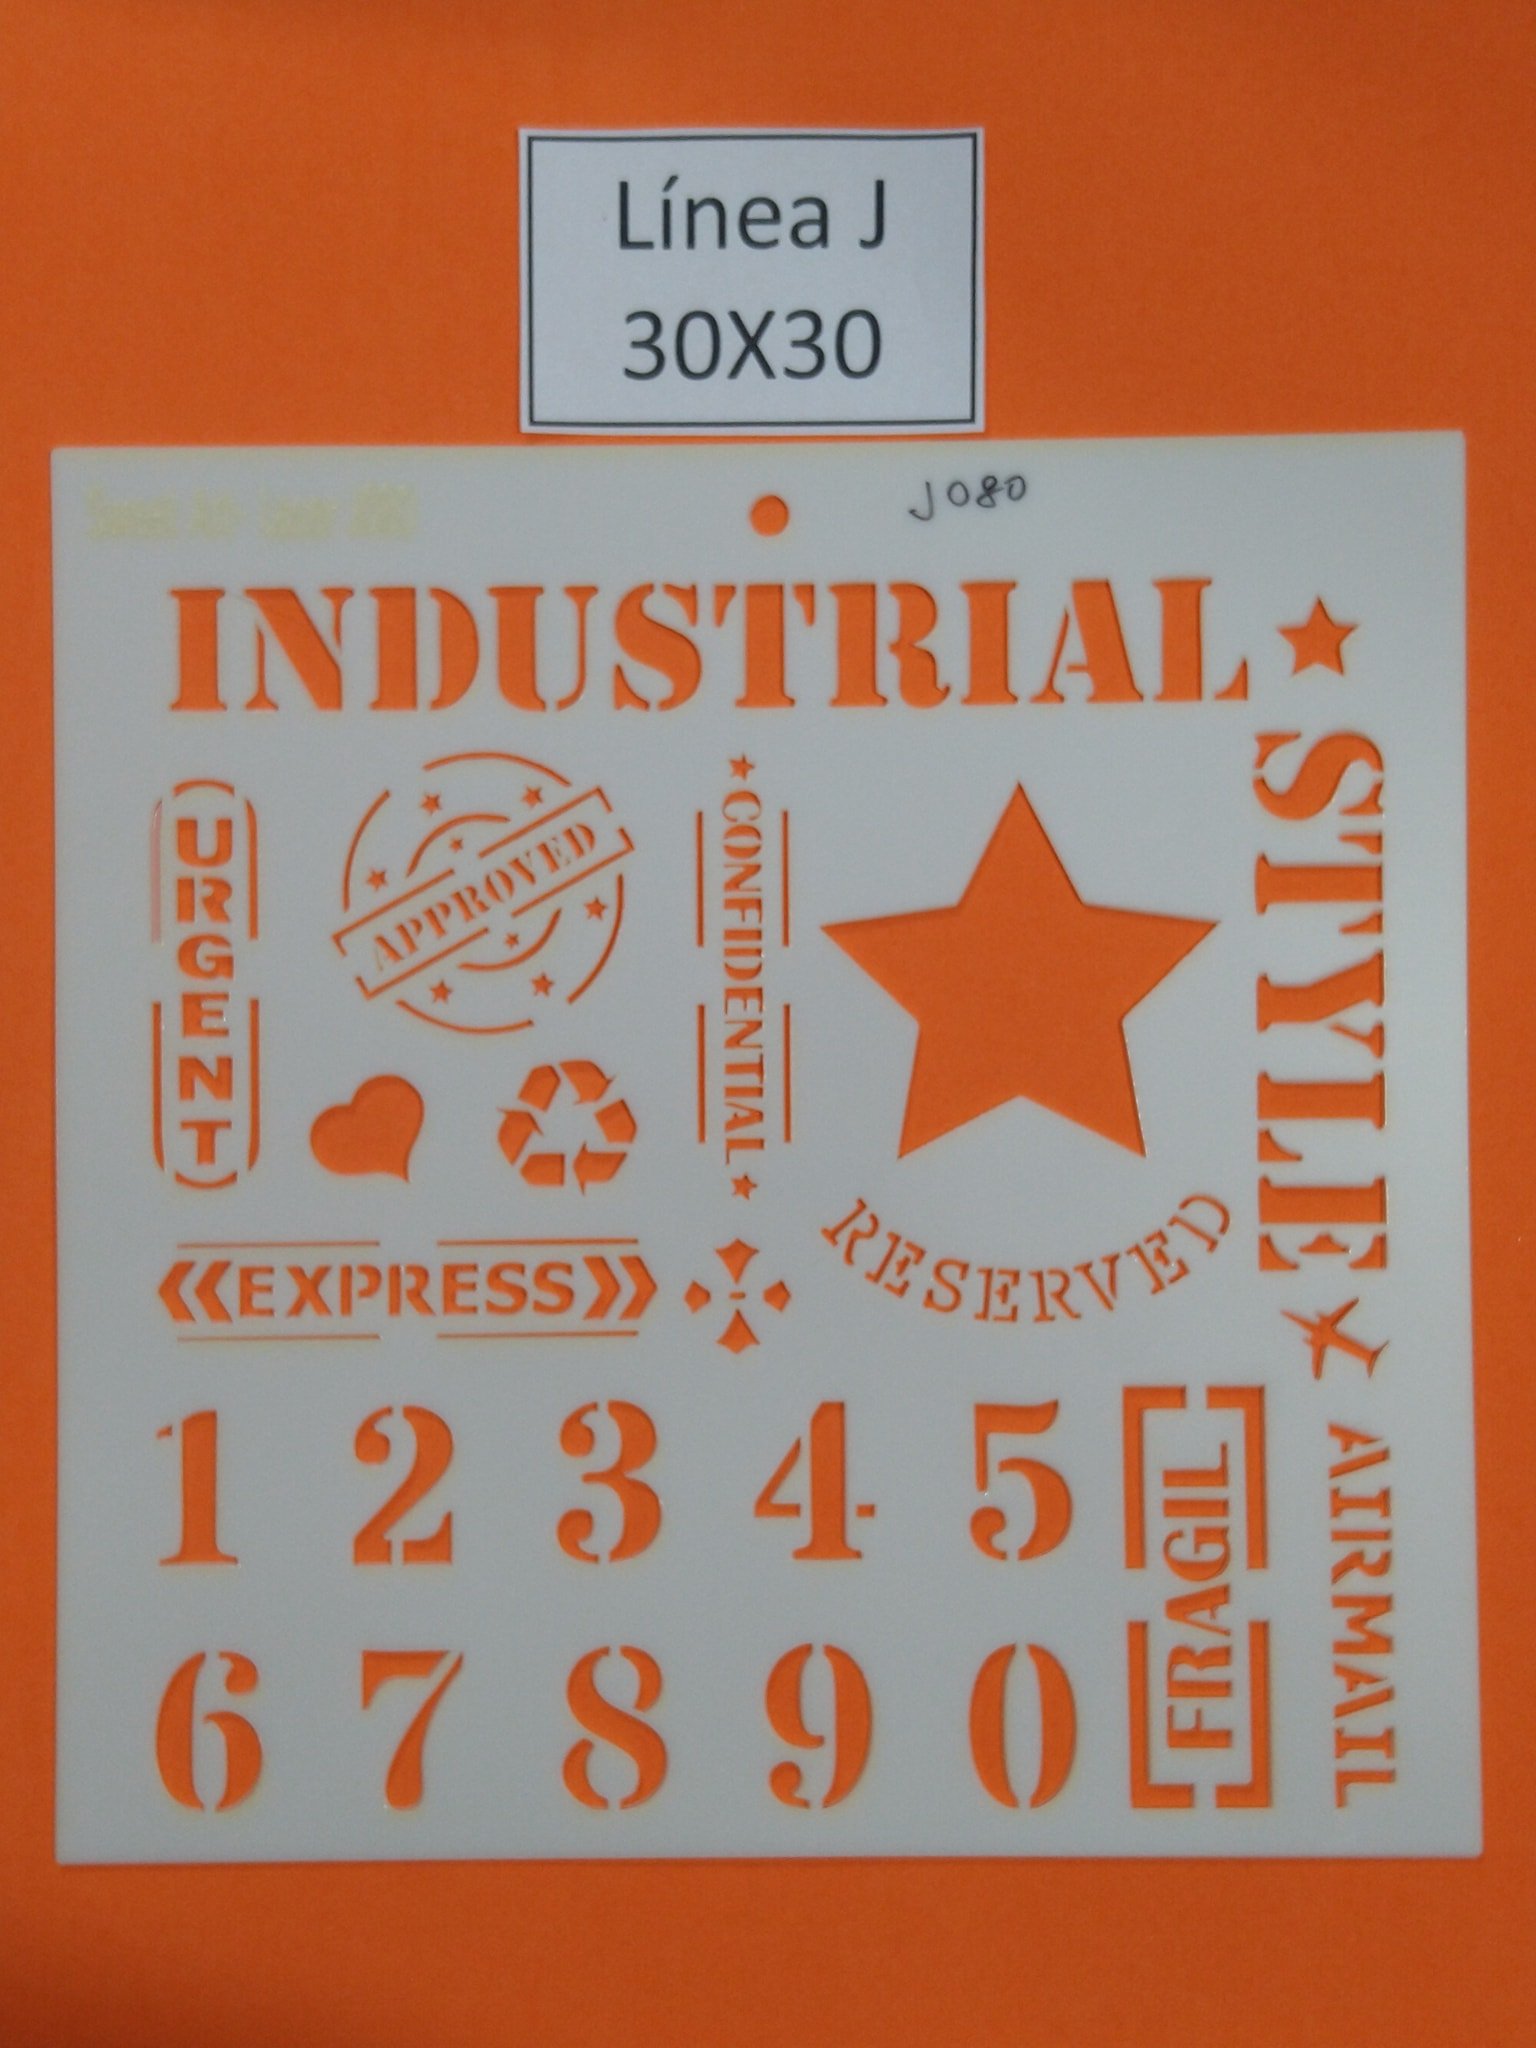 Línea J
30X30
J080
INDUSTRIAL
STYLE
URGENT
APPROVED
CONFIDENTIAL
RESERVED
EXPRESS
1 2 3 4 5
6 7 8 9 0
FRAGIL
AIRMAIL